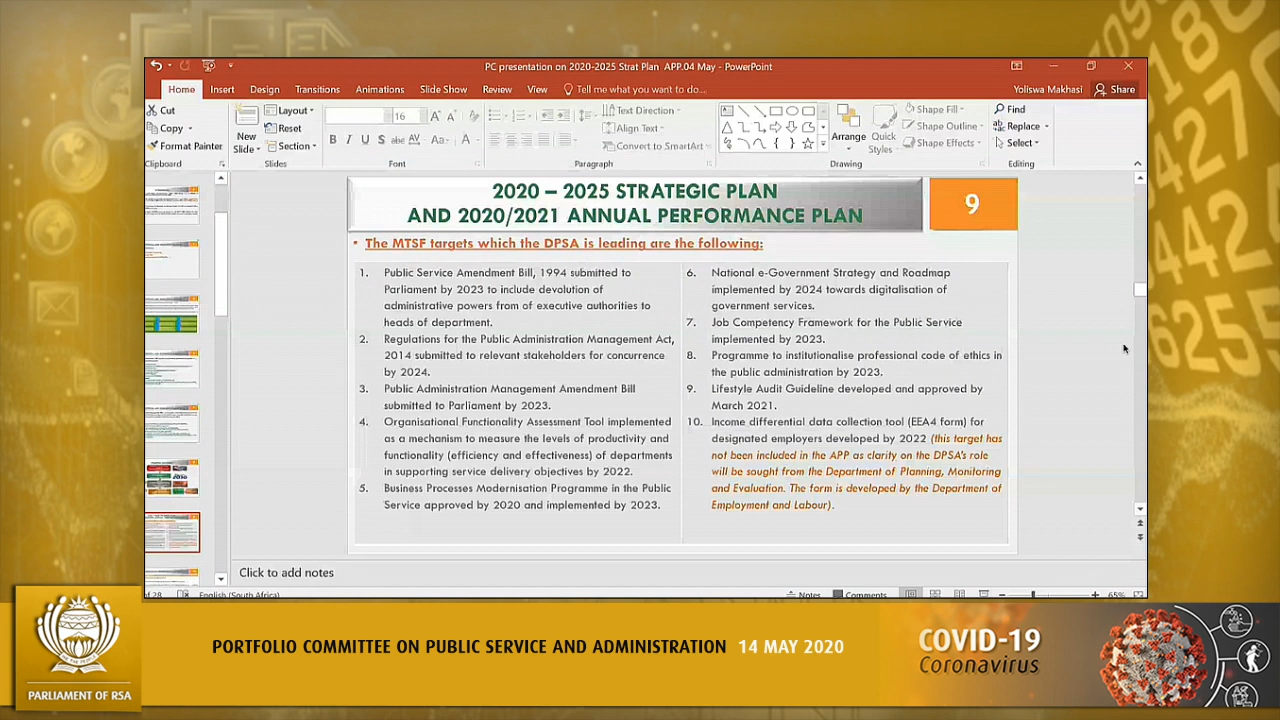 PC presentation on 2020-2025 Strat Plan APP.04 May - PowerPoint
Home Insert Design Transitions Animations Slide Show Review View Tell me what you want to do... Yoliswa Makhasi Share
Cut
Copy
Format Painter
Clipboard
New
Slide
Layout
Reset
Section
Slides
16
Font
Text Direction
Align Text
Convert to SmartArt
Paragraph
Arrange
Quick
Styles
Shape Fill
Shape Outline
Shape Effects
Drawing
Find
Replace
Select
Editing
2020 – 2025 STRATEGIC PLAN
AND 2020/2021 ANNUAL PERFORMANCE PLAN
9
• The MTSF targets which the DPSA is leading are the following:
1. Public Service Amendment Bill, 1994 submitted to
Parliament by 2023 to include devolution of
administrative powers from executive authorities to
heads of department.
2. Regulations for the Public Administration Management Act,
2014 submitted to relevant stakeholders for concurrence
by 2024.
3. Public Administration Management Amendment Bill
submitted to Parliament by 2023.
4. Organisational Functionality Assessment Tool implemented
as a mechanism to measure the levels of productivity and
functionality (efficiency and effectiveness) of departments
in supporting service delivery objectives by 2022.
5. Business Processes Modernisation Programme for the Public
Service approved by 2020 and implemented by 2023.
6. National e-Government Strategy and Roadmap
implemented by 2024 towards digitalisation of
government services.
7. Job Competency Framework for the Public Service
implemented by 2023.
8. Programme to institutionalise professional code of ethics in
the public administration by 2023.
9. Lifestyle Audit Guideline developed and approved by
March 2021.
10. Income differential data collection tool (EEA4 form) for
designated employers developed by 2022 (this target has
not been included in the APP as clarity on the DPSA's role
will be sought from the Department of Planning, Monitoring
and Evaluation. The form is developed by the Department of
Employment and Labour).
Click to add notes
of 28 English (South Africa) Notes Comments 65%
PARLIAMENT OF RSA
PORTFOLIO COMMITTEE ON PUBLIC SERVICE AND ADMINISTRATION 14 MAY 2020
COVID-19
Coronavirus